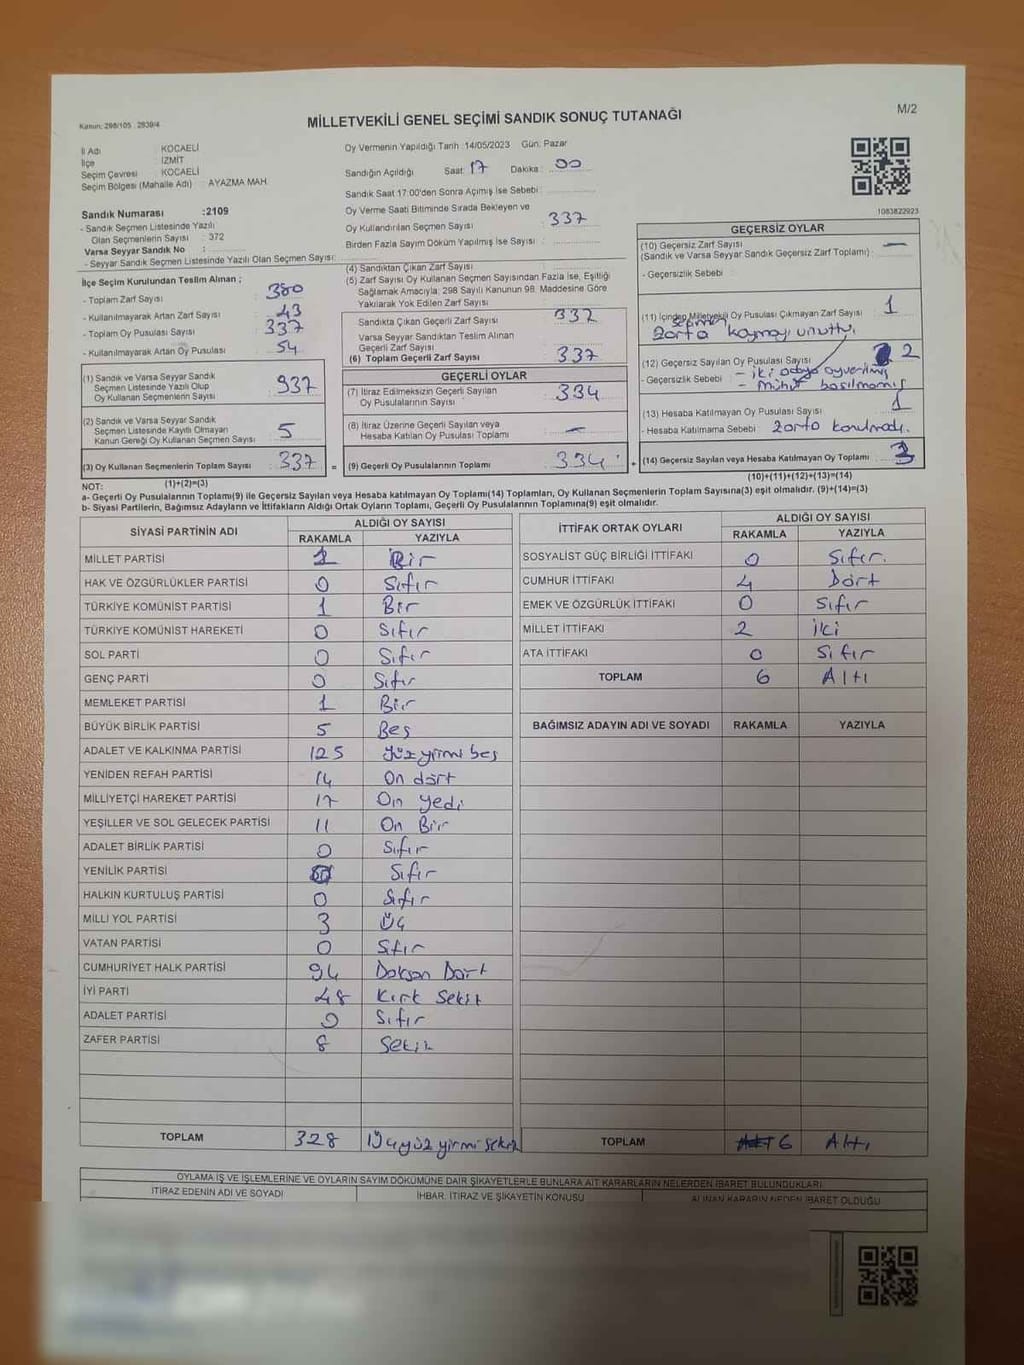 Kanun: 298/105 . 2839/4
MİLLETVEKİLİ GENEL SEÇİMİ SANDIK SONUÇ TUTANAĞI
M/2
İl Adı : KOCAELİ
İlçe : İZMİT
Seçim Çevresi : KOCAELİ
Seçim Bölgesi (Mahalle Adı) : AYAZMA MAH.
Sandık Numarası :2109
- Sandık Seçmen Listesinde Yazılı
Olan Seçmenlerin Sayısı : 372
Varsa Seyyar Sandık No :
- Seyyar Sandık Seçmen Listesinde Yazılı Olan Seçmen Sayısı:
Oy Vermenin Yapıldığı Tarih :14/05/2023 Gün: Pazar
Sandığın Açıldığı Saat: 17 Dakika : 00
Sandık Saat 17:00'den Sonra Açımış İse Sebebi :
Oy Verme Saati Bitiminde Sırada Bekleyen ve
Oy Kullandırılan Seçmen Sayısı : 337
Birden Fazla Sayım Döküm Yapılmış İse Sayısı :
1083822923
İlçe Seçim Kurulundan Teslim Alınan ;
- Toplam Zarf Sayısı : 380
- Kullanılmayarak Artan Zarf Sayısı : 43
- Toplam Oy Pusulası Sayısı : 337
- Kullanılmayarak Artan Oy Pusulası : 54
(1) Sandık ve Varsa Seyyar Sandık
Seçmen Listesinde Yazılı Olup
Oy Kullanan Seçmenlerin Sayısı : 937
(2) Sandık ve Varsa Seyyar Sandık
Seçmen Listesinde Kayıtlı Olmayan
Kanun Gereği Oy Kullanan Seçmen Sayısı : 5
(3) Oy Kullanan Seçmenlerin Toplam Sayısı : 337 =
(1)+(2)=(3)
(4) Sandıktan Çıkan Zarf Sayısı :
(5) Zarf Sayısı Oy Kullanan Seçmen Sayısından Fazla İse, Eşitliği
Sağlamak Amacıyla; 298 Sayılı Kanunun 98. Maddesine Göre
Yakılarak Yok Edilen Zarf Sayısı :
Sandıkta Çıkan Geçerli Zarf Sayısı : 337
Varsa Seyyar Sandıktan Teslim Alınan
Geçerli Zarf Sayısı :
(6) Toplam Geçerli Zarf Sayısı : 337
GEÇERLİ OYLAR
(7) İtiraz Edilmeksizin Geçerli Sayılan
Oy Pusulalarının Sayısı : 334
(8) İtiraz Üzerine Geçerli Sayılan veya
Hesaba Katılan Oy Pusulası Toplamı : —
(9) Geçerli Oy Pusulalarının Toplamı : 334 +
GEÇERSİZ OYLAR
(10) Geçersiz Zarf Sayısı : —
(Sandık ve Varsa Seyyar Sandık Geçersiz Zarf Toplamı) :
- Geçersizlik Sebebi :
(11) İçinden Milletvekili Oy Pusulası Çıkmayan Zarf Sayısı : 1
seçmen
zarfa koymayı unuttu.
(12) Geçersiz Sayılan Oy Pusulası Sayısı : 2
- Geçersizlik Sebebi : - iki adaya oy verilmiş
- mühür basılmamış
(13) Hesaba Katılmayan Oy Pusulası Sayısı : 1
- Hesaba Katılmama Sebebi : zarfa konulmadı.
(14) Geçersiz Sayılan veya Hesaba Katılmayan Oy Toplamı : 3
(10)+(11)+(12)+(13)=(14)
NOT:
a- Geçerli Oy Pusulalarının Toplamı(9) ile Geçersiz Sayılan veya Hesaba katılmayan Oy Toplamı(14) Toplamları, Oy Kullanan Seçmenlerin Toplam Sayısına(3) eşit olmalıdır. (9)+(14)=(3)
b- Siyasi Partilerin, Bağımsız Adayların ve İttifakların Aldığı Ortak Oyların Toplamı, Geçerli Oy Pusulalarının Toplamına(9) eşit olmalıdır.
SİYASİ PARTİNİN ADI ALDIĞI OY SAYISI
RAKAMLA YAZIYLA
MİLLET PARTİSİ 1 Bir
HAK VE ÖZGÜRLÜKLER PARTİSİ 0 Sıfır
TÜRKİYE KOMÜNİST PARTİSİ 1 Bir
TÜRKİYE KOMÜNİST HAREKETİ 0 Sıfır
SOL PARTİ 0 Sıfır
GENÇ PARTİ 0 Sıfır
MEMLEKET PARTİSİ 1 Bir
BÜYÜK BİRLİK PARTİSİ 5 Beş
ADALET VE KALKINMA PARTİSİ 125 Yüz yirmi beş
YENİDEN REFAH PARTİSİ 14 On dört
MİLLİYETÇİ HAREKET PARTİSİ 17 On yedi
YEŞİLLER VE SOL GELECEK PARTİSİ 11 On Bir
ADALET BİRLİK PARTİSİ 0 Sıfır
YENİLİK PARTİSİ Sıfır
HALKIN KURTULUŞ PARTİSİ 0 Sıfır
MİLLİ YOL PARTİSİ 3 Üç
VATAN PARTİSİ 0 Sıfır
CUMHURİYET HALK PARTİSİ 94 Doksan Dört
İYİ PARTİ 48 Kırk Sekiz
ADALET PARTİSİ 0 Sıfır
ZAFER PARTİSİ 8 Sekiz
TOPLAM 328 Üçyüz yirmi sekiz
İTTİFAK ORTAK OYLARI ALDIĞI OY SAYISI
RAKAMLA YAZIYLA
SOSYALİST GÜÇ BİRLİĞİ İTTİFAKI 0 Sıfır.
CUMHUR İTTİFAKI 4 Dört
EMEK VE ÖZGÜRLÜK İTTİFAKI 0 Sıfır
MİLLET İTTİFAKI 2 İki
ATA İTTİFAKI 0 Sıfır
TOPLAM 6 Altı
BAĞIMSIZ ADAYIN ADI VE SOYADI RAKAMLA YAZIYLA
TOPLAM 6 Altı
OYLAMA İŞ VE İŞLEMLERİNE VE OYLARIN SAYIM DÖKÜMÜNE DAİR ŞİKAYETLERLE BUNLARA AİT KARARLARIN NELERDEN İBARET BULUNDUKLARI
İTİRAZ EDENİN ADI VE SOYADI İHBAR, İTİRAZ VE ŞİKAYETİN KONUSU ALINAN KARARIN NEDEN İBARET OLDUĞU